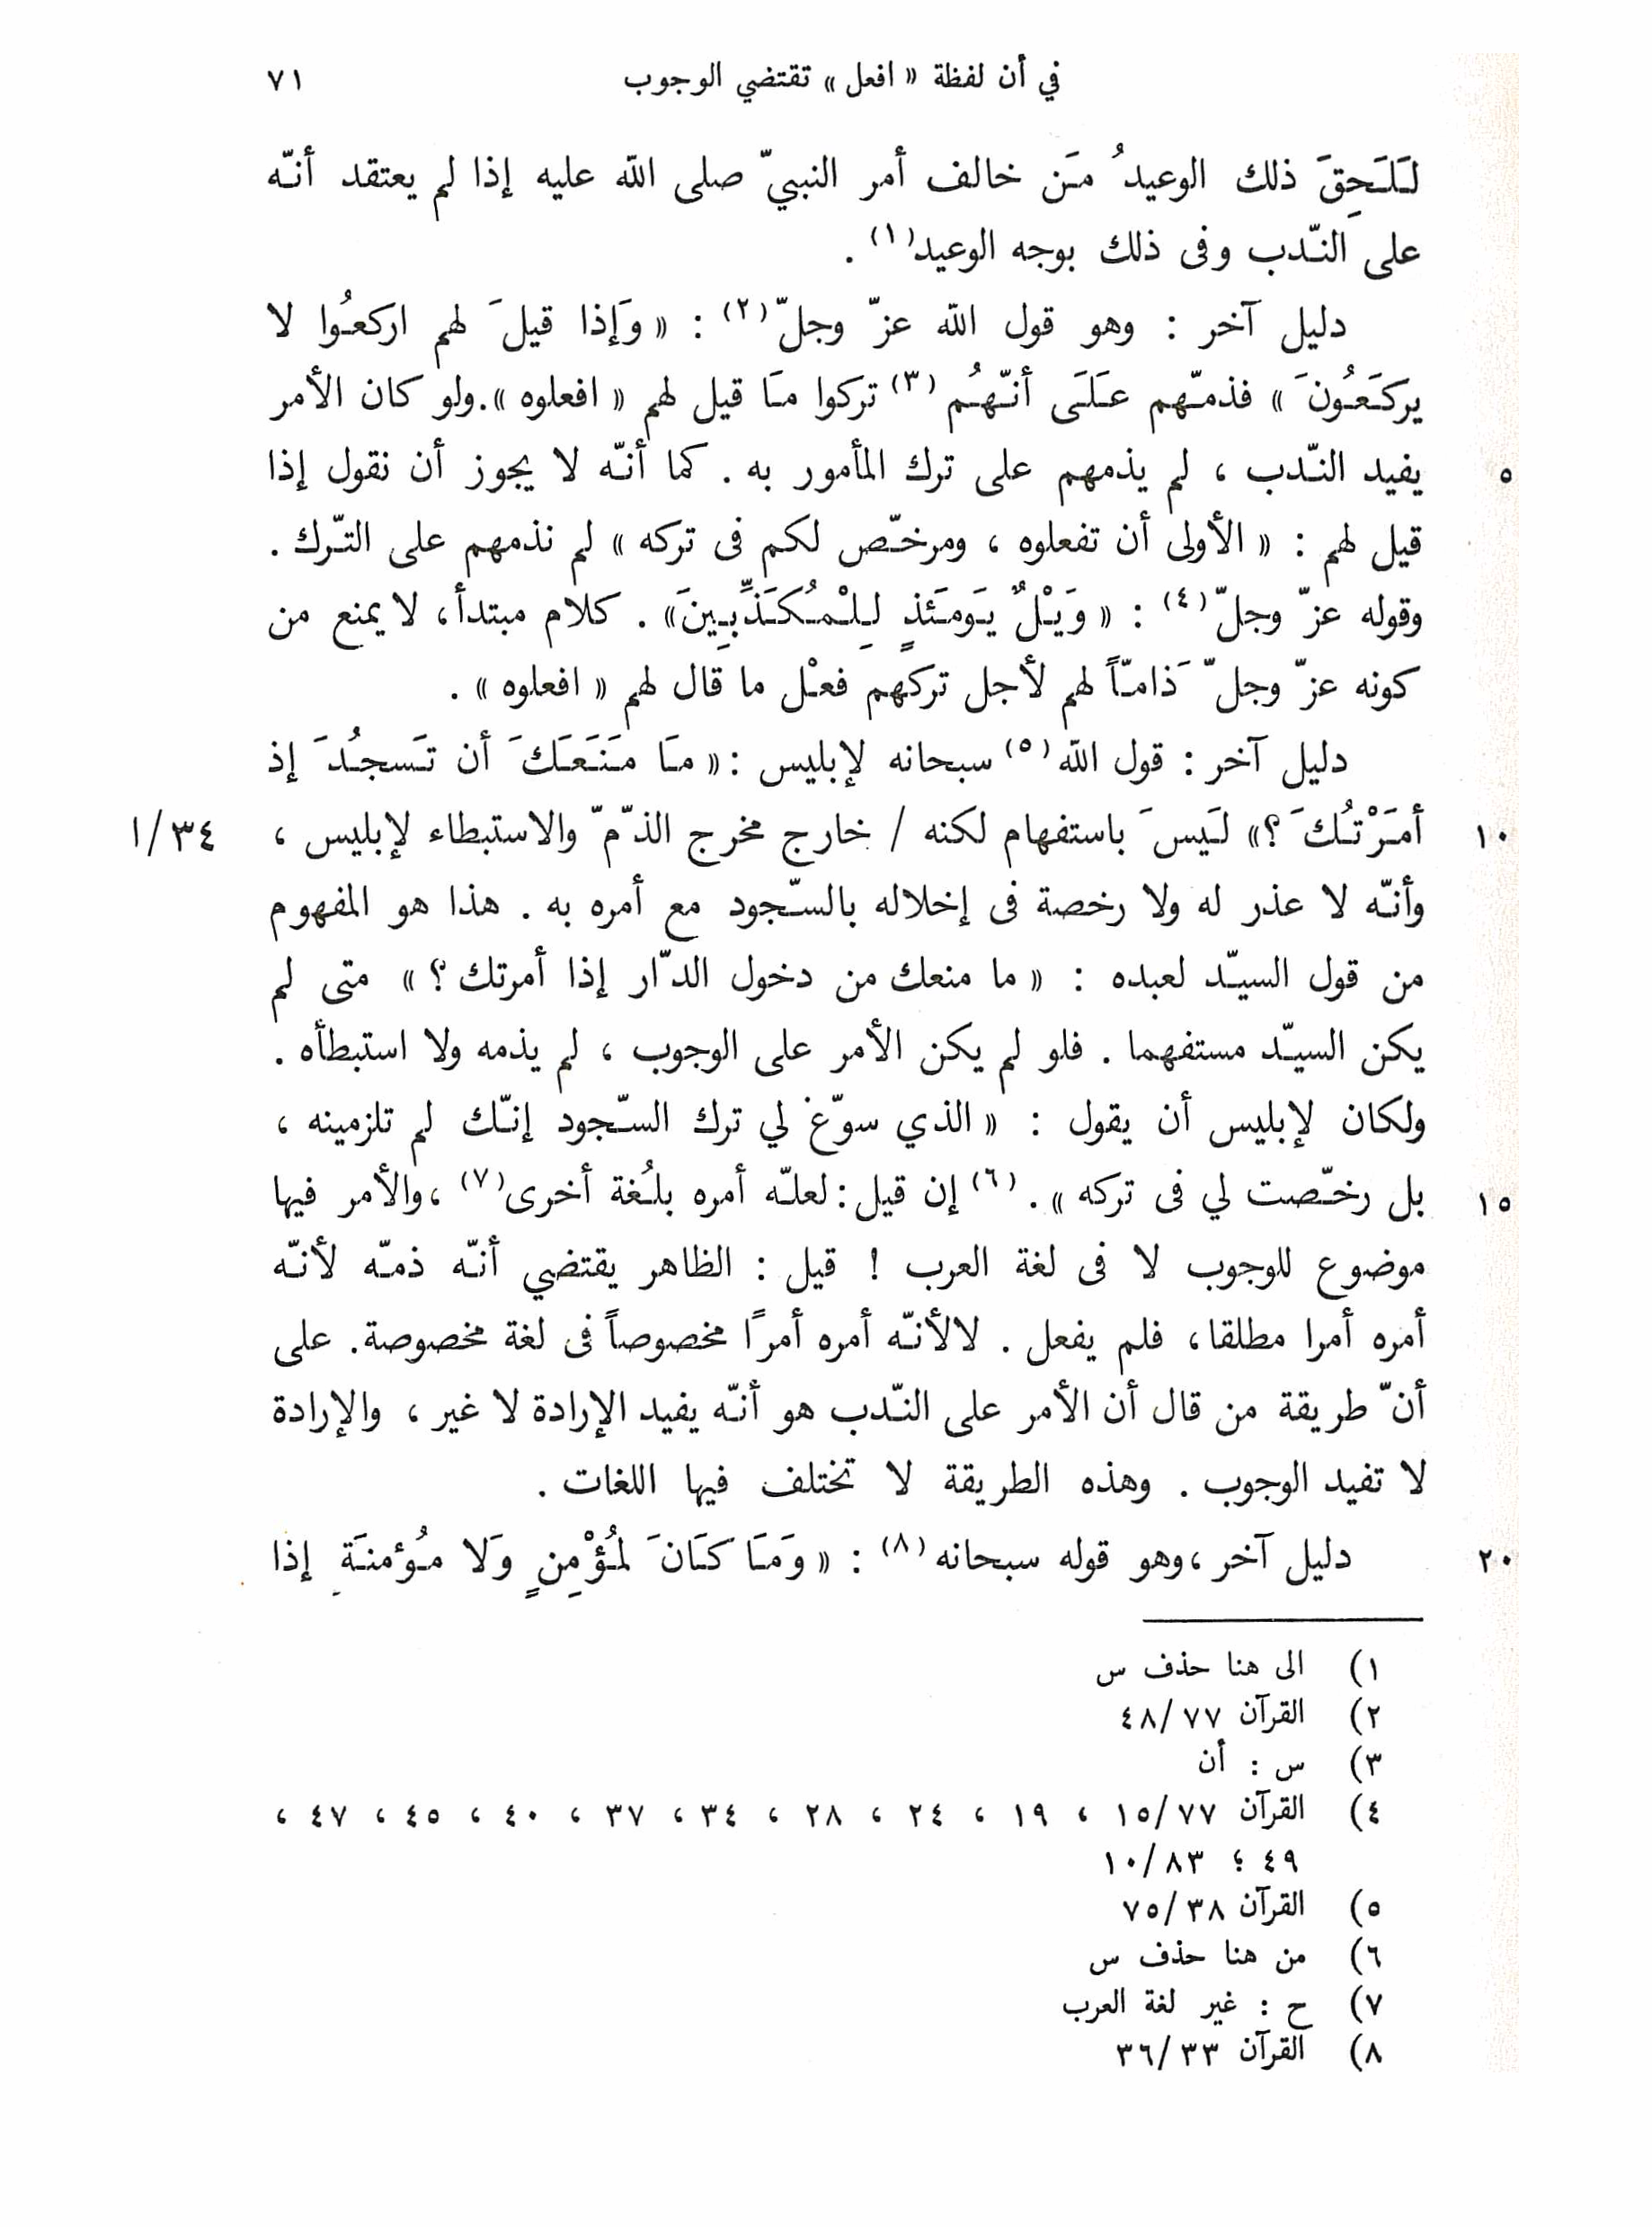 في أن لفظة « افعل » تقتضي الوجوب ٧١
لَلَحِقَ ذلك الوعيدُ مَن خالف أمر النبيّ صلى الله عليه إذا لم يعتقد أنّه
على النّدب وفى ذلك بوجه الوعيد(١) .
دليل آخر : وهو قول الله عزّ وجلّ(٢) : « وَإذا قيلَ لهم اركعُوا لا
يركَعُونَ » فذمّهم عَلَى أنّهُم (٣) تركوا مَا قيل لهم « افعلوه » . ولو كان الأمر
٥ يفيد النّدب ، لم يذمهم على ترك المأمور به . كما أنّه لا يجوز أن نقول إذا
قيل لهم : « الأولى أن تفعلوه ، ومرخّص لكم فى تركه » لم نذمهم على التّرك .
وقوله عزّ وجلّ(٤) : « وَيْلٌ يَومَئذٍ لِلْمُكَذِّبِينَ» . كلام مبتدأ ، لا يمنع من
كونه عزّ وجلّ ذَامّاً لهم لأجل تركهم فعْل ما قال لهم « افعلوه » .
دليل آخر : قول الله (٥) سبحانه لإبليس : « مَا مَنَعَكَ أن تَسجُدَ إذ
١٠ أمَرْتُكَ ؟» لَيسَ باستفهام لكنه / خارج مخرج الذّمّ والاستبطاء لإبليس ، ٣٤/ا
وأنّه لا عذر له ولا رخصة فى إخلاله بالسّجود مع أمره به . هذا هو المفهوم
من قول السيّد لعبده : « ما منعك من دخول الدّار إذا أمرتك ؟ » متى لم
يكن السيّد مستفهما . فلو لم يكن الأمر على الوجوب ، لم يذمه ولا استبطأه .
ولكان لإبليس أن يقول : « الذي سوّغ لي ترك السّجود إنّك لم تلزمينه ،
١٥ بل رخّصت لي فى تركه » . (٦) إن قيل : لعلّه أمره بلُغة أخرى(٧) ، والأمر فيها
موضوع للوجوب لا فى لغة العرب ! قيل : الظاهر يقتضي أنّه ذمّه لأنّه
أمره أمرا مطلقا ، فلم يفعل . لالأنّه أمره أمرًا مخصوصاً فى لغة مخصوصة. على
أنّ طريقة من قال أن الأمر على النّدب هو أنّه يفيد الإرادة لا غير ، والإرادة
لا تفيد الوجوب . وهذه الطريقة لا تختلف فيها اللغات .
٢٠ دليل آخر ، وهو قوله سبحانه (٨) : « وَمَا كَانَ لمُؤْمِنٍ وَلا مُؤمنَةٍ إذا
١) الى هنا حذف س
٢) القرآن ٤٨/٧٧
٣) س : أن
٤) القرآن ١٥/٧٧ ، ١٩ ، ٢٤ ، ٢٨ ، ٣٤ ، ٣٧ ، ٤٠ ، ٤٥ ، ٤٧ ،
٤٩ ؛ ١٠/٨٣
٥) القرآن ٧٥/٣٨
٦) من هنا حذف س
٧) ح : غير لغة العرب
٨) القرآن ٣٦/٣٣